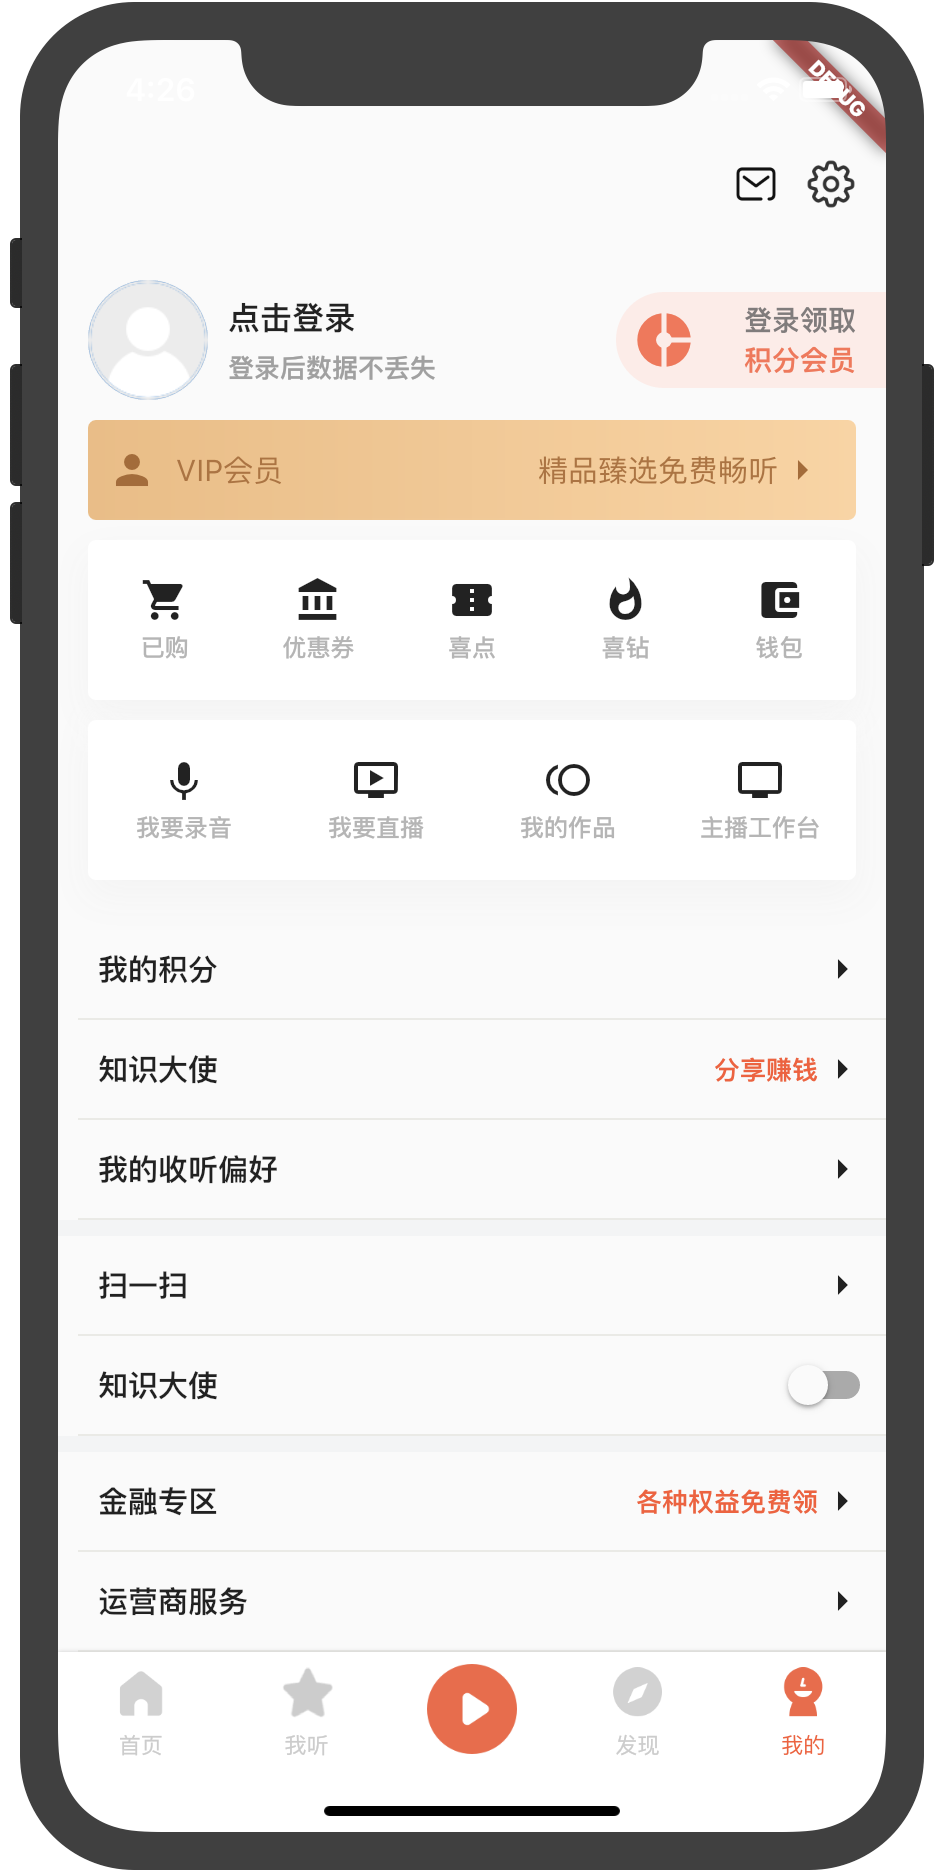 4:26
DEBUG
点击登录
登录后数据不丢失
登录领取
积分会员
VIP会员
精品臻选免费畅听
已购
优惠券
喜点
喜钻
钱包
我要录音
我要直播
我的作品
主播工作台
我的积分
知识大使
分享赚钱
我的收听偏好
扫一扫
知识大使
金融专区
各种权益免费领
运营商服务
首页
我听
发现
我的